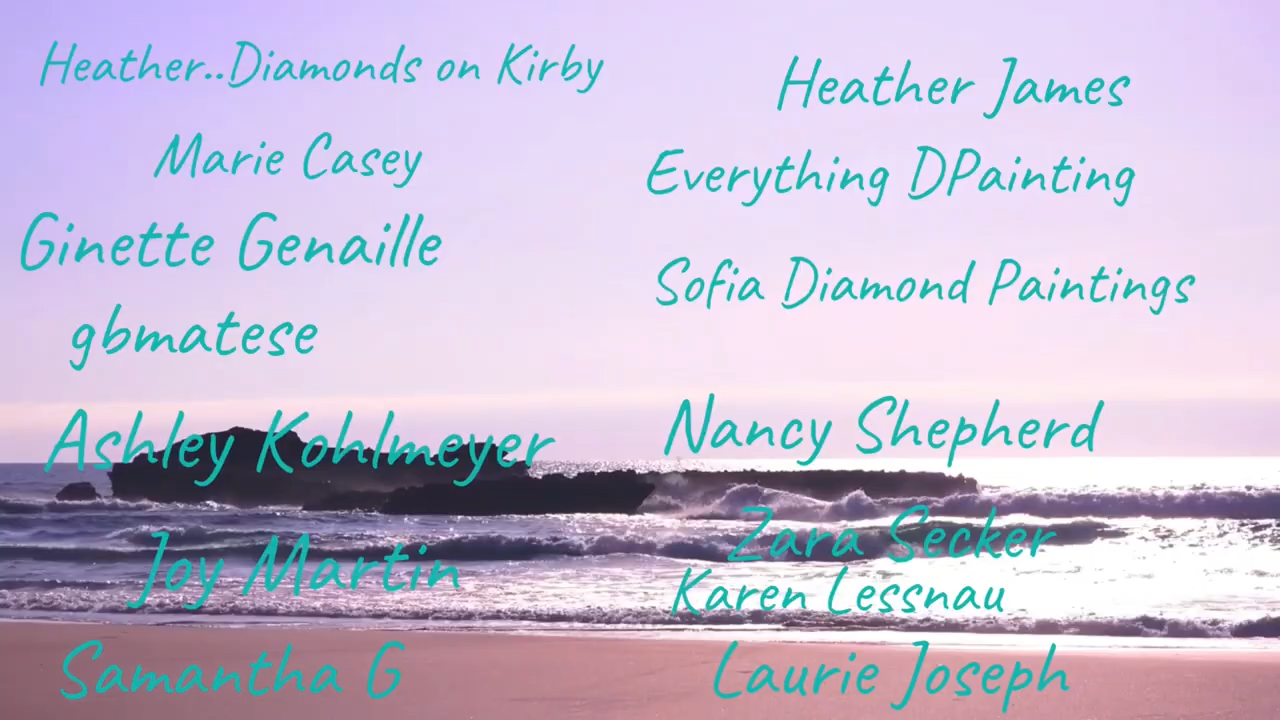 Heather..Diamonds on Kirby
Marie Casey
Ginette Genaille
gbmatese
Ashley Kohlmeyer
Joy Martin
Samantha G
Heather James
Everything DPainting
Sofia Diamond Paintings
Nancy Shepherd
Zara Secker
Karen Lessnau
Laurie Joseph